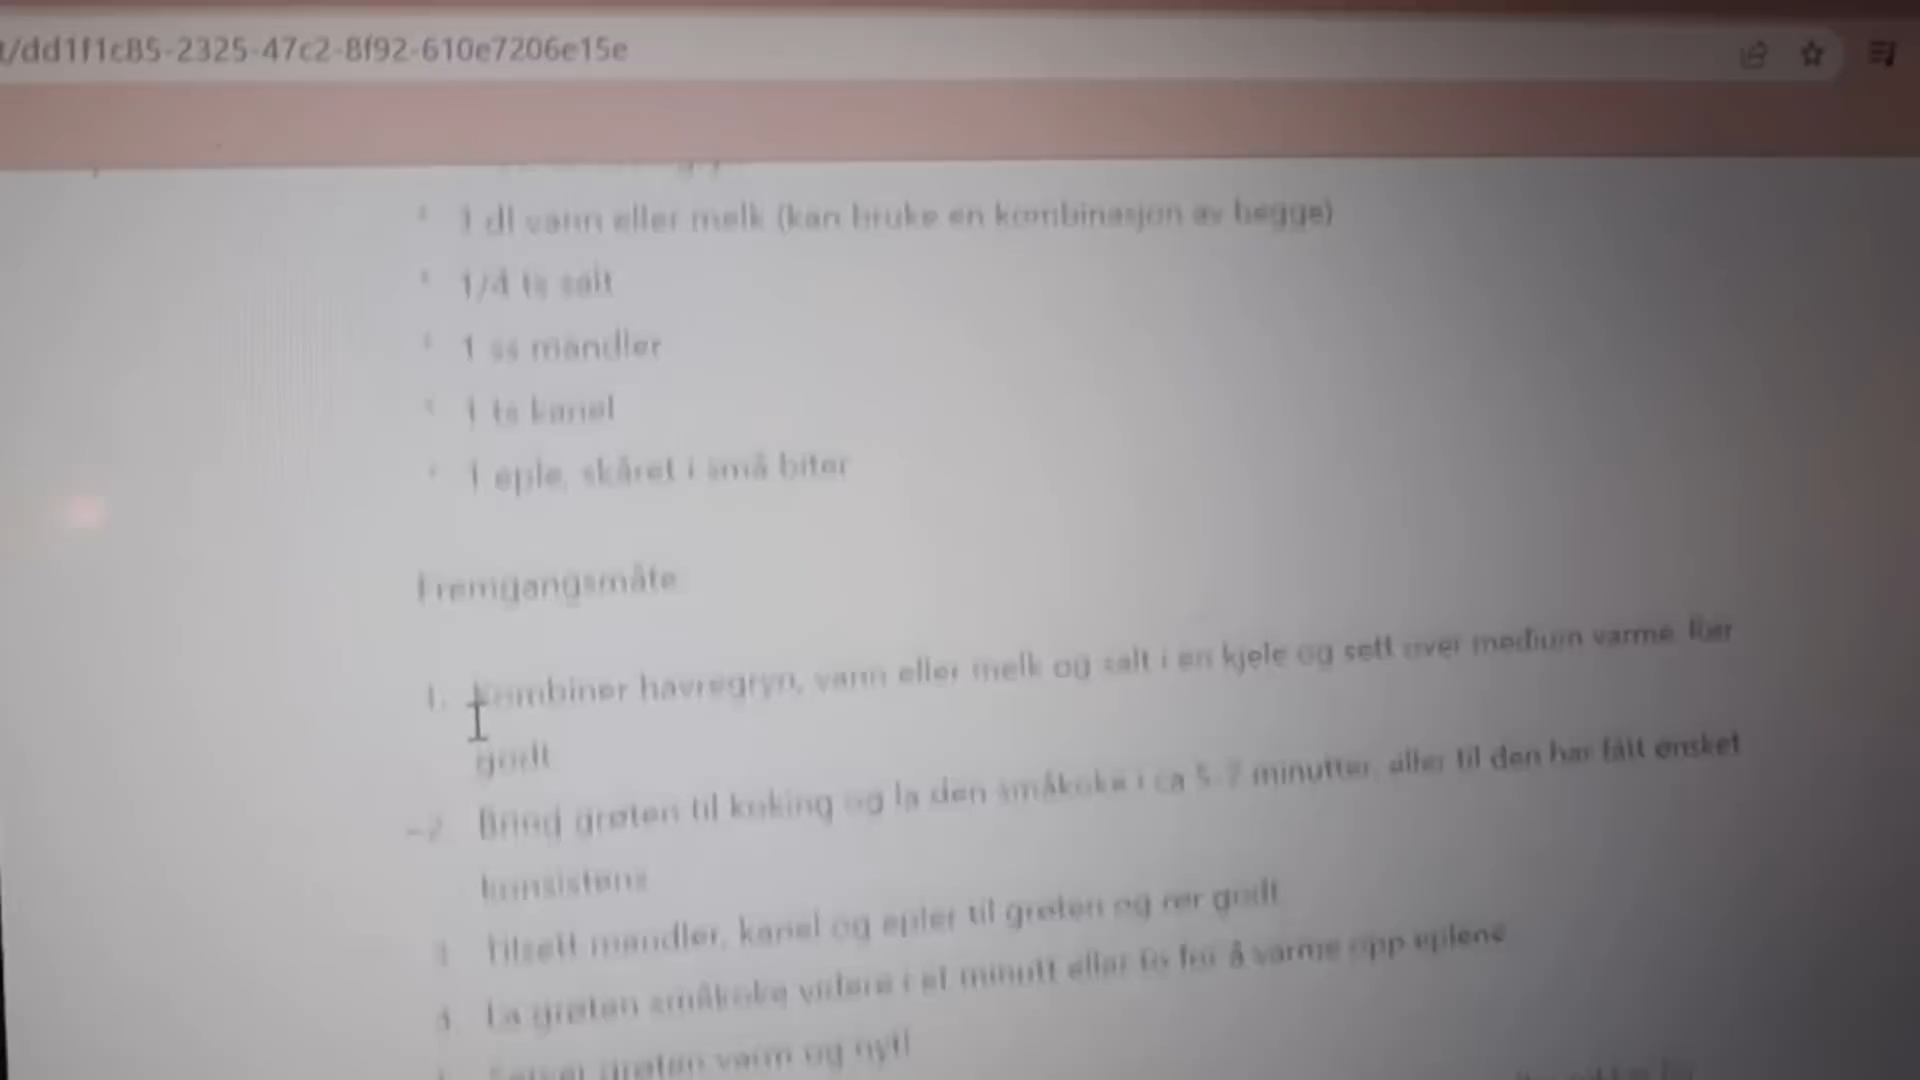 t/dd1f1c85-2325-47c2-8f92-610e7206e15e
1 dl vann eller melk (kan bruke en kombinasjon av begge)
1/4 ts salt
1 ss mandler
1 ts kanel
1 eple, skåret i små biter
Fremgangsmåte
1. Kombiner havregryn, vann eller melk og salt i en kjele og sett over medium varme. Rør
godt
2. Bring grøten til koking og la den småkoke i ca 5-7 minutter, eller til den har fått ønsket
konsistens
3 Tilsett mandler, kanel og epler til grøten og rør godt
4 La grøten småkoke videre i et minutt eller to for å varme opp eplene
Server grøten varm og nyt!